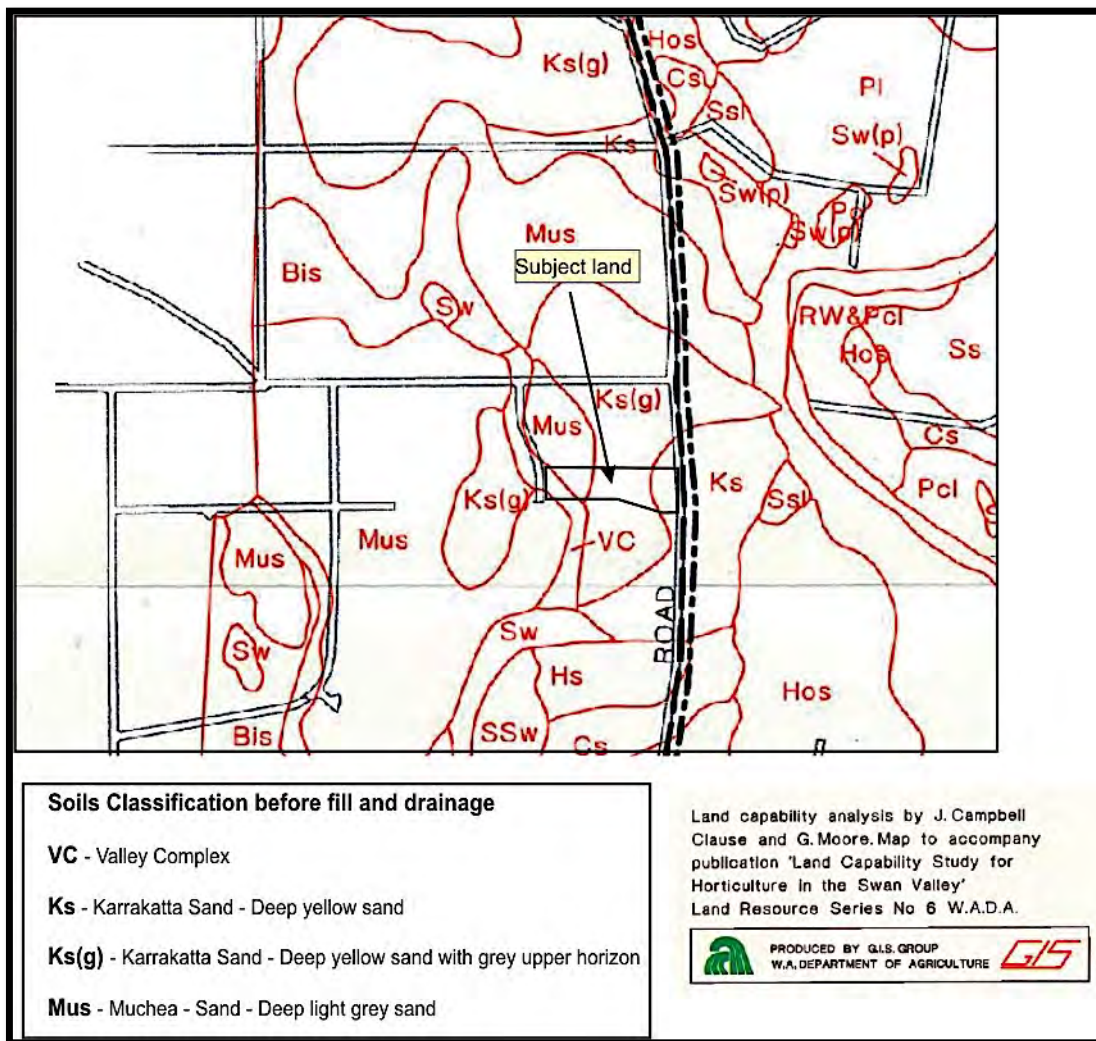 Hos
Ks(g)
Cs
Pl
Ssl
Sw(p)
Ks
Sw(p)
Sw(p)
Mus
Subject land
Bis
Sw
RW&Pcl
Hos
Ss
Ks(g)
Mus
Cs
Ks(g)
Ks
Ssl
Pcl
Mus
VC
Mus
ROAD
Sw
Sw
Hs
Hos
Bis
SSw
Cs
Soils Classification before fill and drainage
VC - Valley Complex
Ks - Karrakatta Sand - Deep yellow sand
Ks(g) - Karrakatta Sand - Deep yellow sand with grey upper horizon
Mus - Muchea - Sand - Deep light grey sand
Land capability analysis by J. Campbell
Clause and G. Moore. Map to accompany
publication 'Land Capability Study for
Horticulture in the Swan Valley'
Land Resource Series No 6 W.A.D.A.
PRODUCED BY G.I.S. GROUP
W.A. DEPARTMENT OF AGRICULTURE
GIS